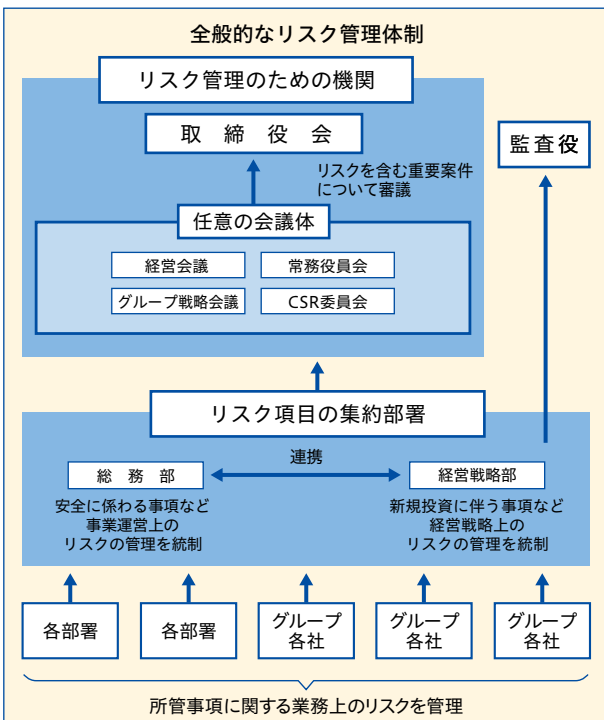 全般的なリスク管理体制
リスク管理のための機関
取締役会
監査役
リスクを含む重要案件
について審議
任意の会議体
経営会議
常務役員会
グループ戦略会議
CSR委員会
リスク項目の集約部署
連携
総務部
経営戦略部
安全に係わる事項など
事業運営上の
リスクの管理を統制
新規投資に伴う事項など
経営戦略上の
リスクの管理を統制
各部署
各部署
グループ
各社
グループ
各社
グループ
各社
所管事項に関する業務上のリスクを管理